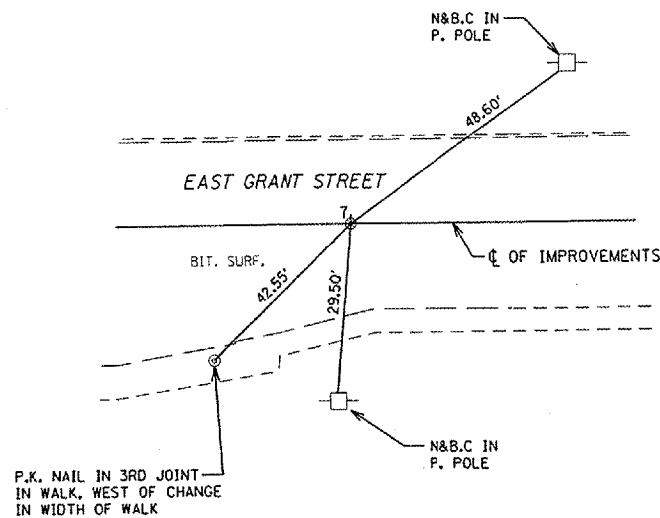 N&B.C IN
P. POLE
48.60'
EAST GRANT STREET
7
℄ OF IMPROVEMENTS
BIT. SURF.
42.55'
29.50'
N&B.C IN
P. POLE
P.K. NAIL IN 3RD JOINT
IN WALK, WEST OF CHANGE
IN WIDTH OF WALK